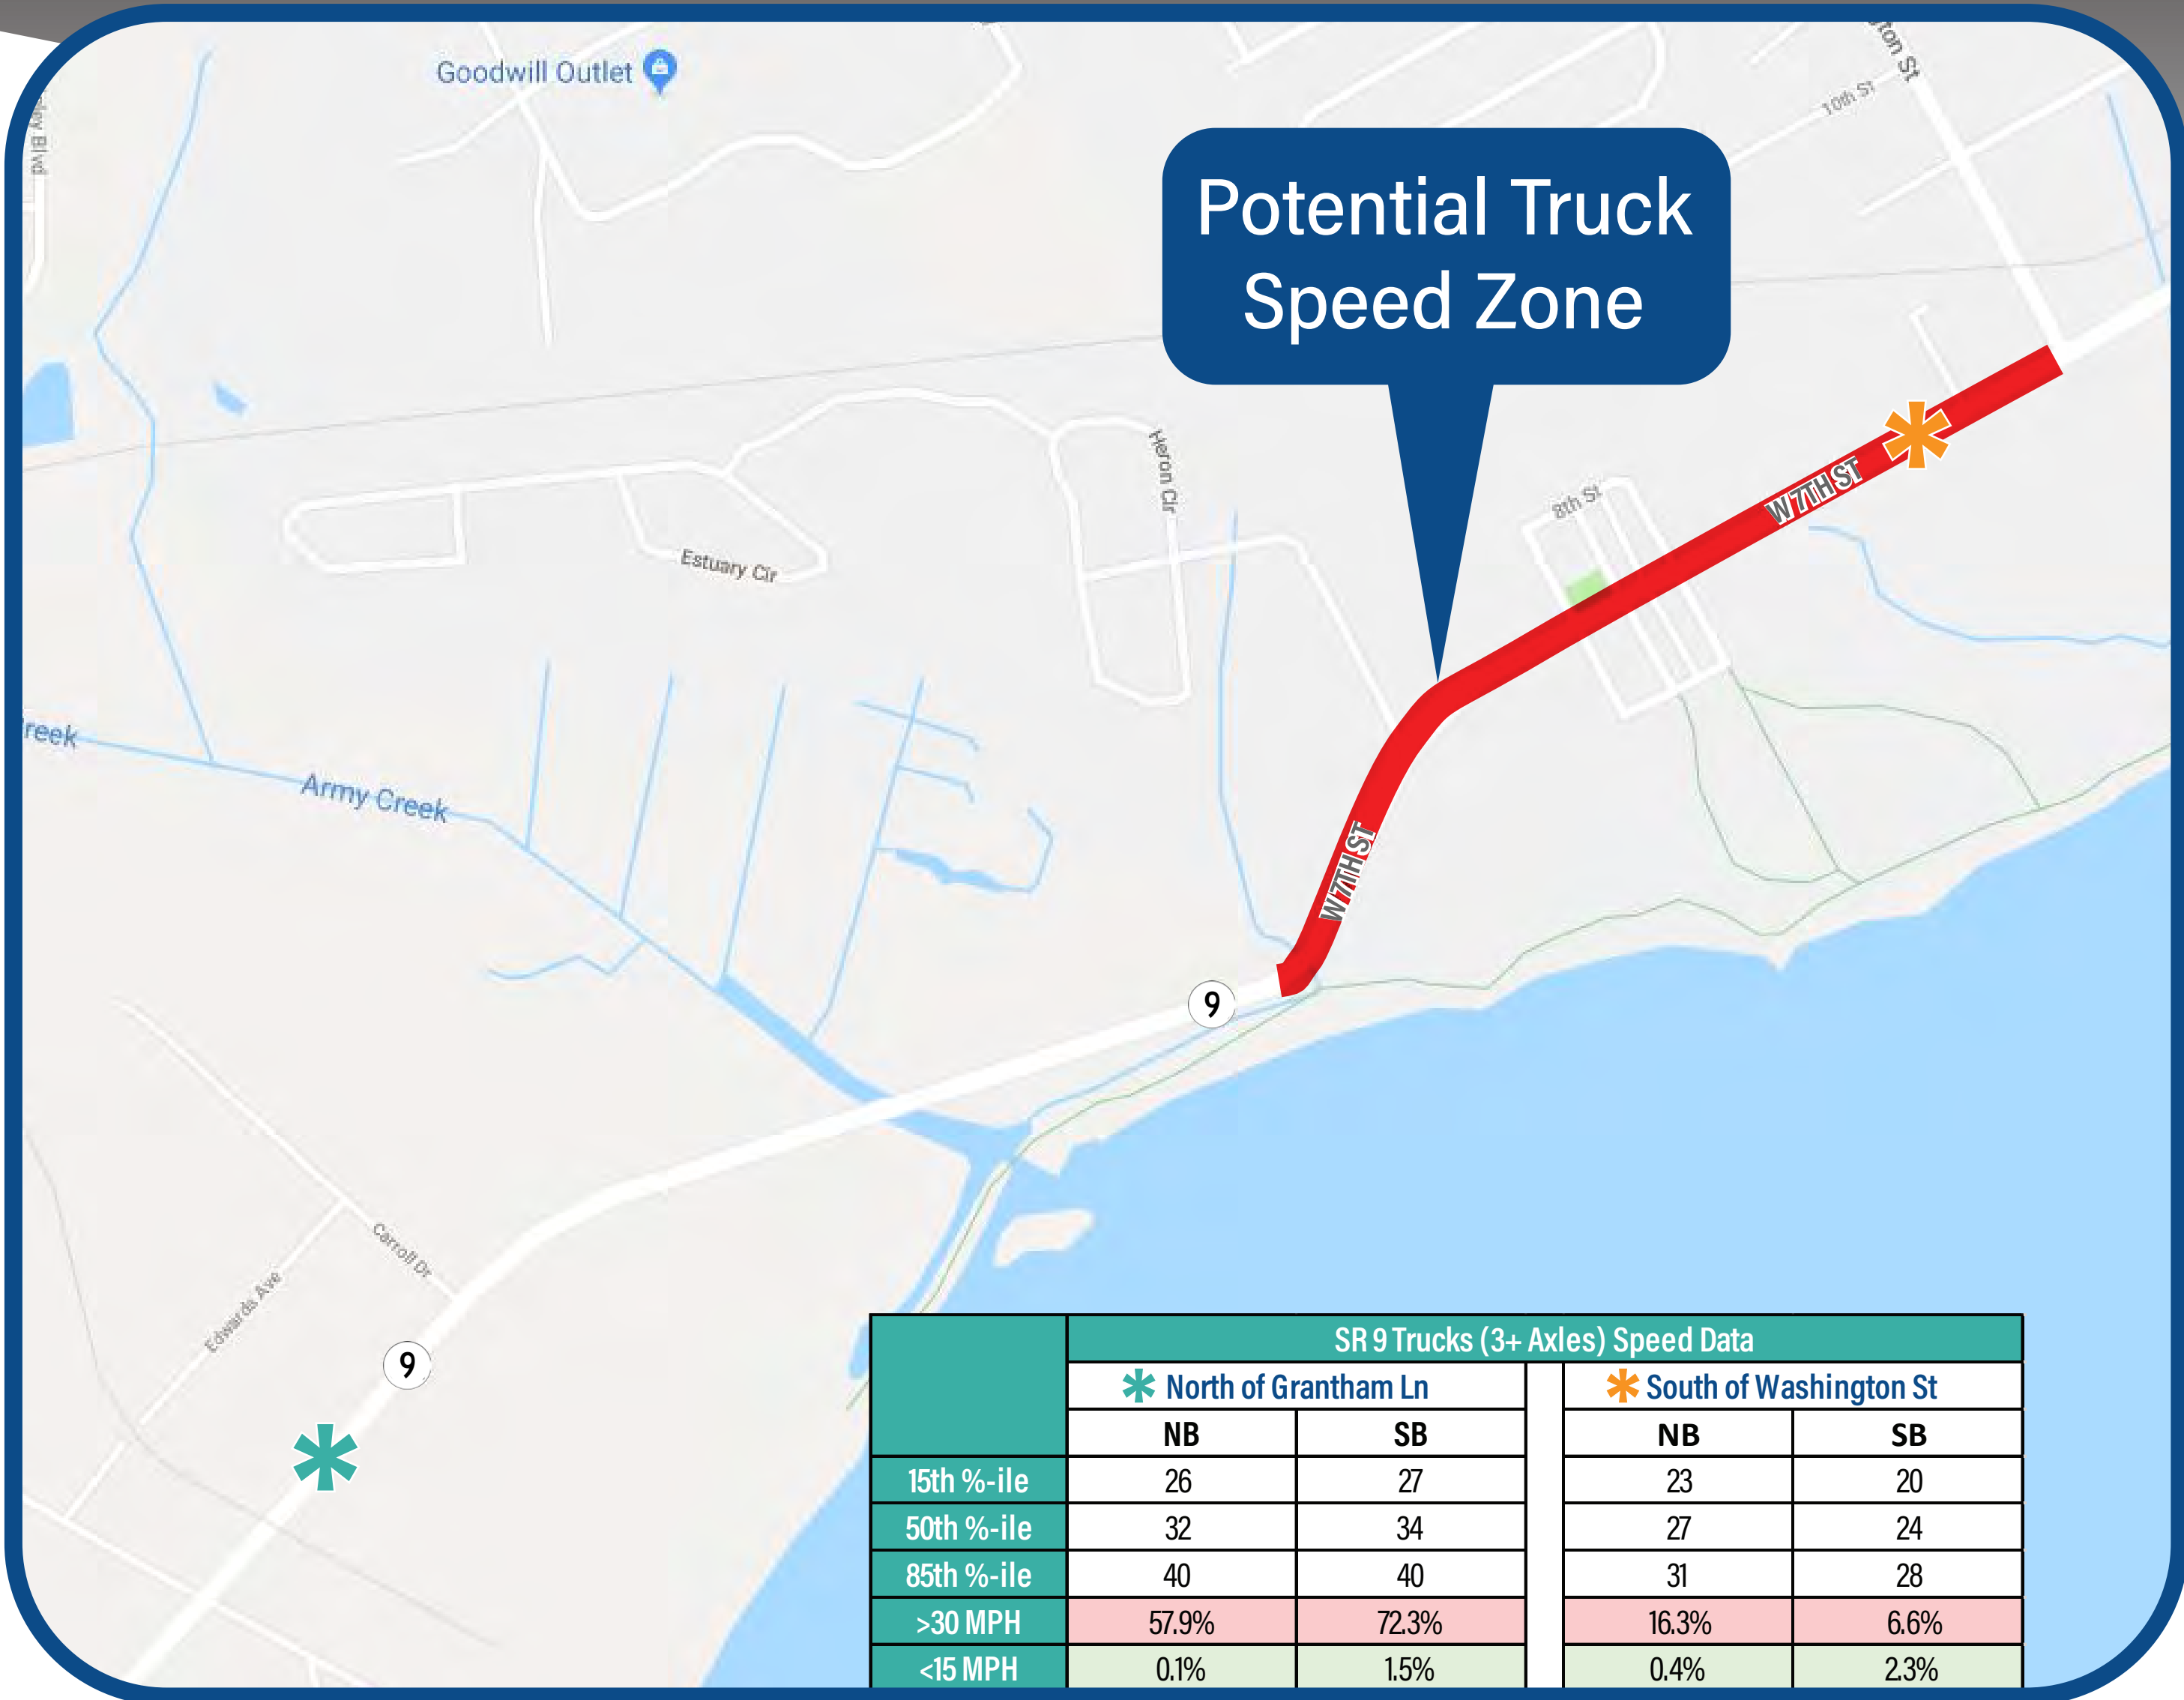 Goodwill Outlet
10th St
Potential Truck
Speed Zone
Heron Cir
W 7TH ST
8th St
Estuary Cir
Army Creek
W 7TH ST
9
Carroll Dr
Edwards Ave
9
SR 9 Trucks (3+ Axles) Speed Data
North of Grantham Ln South of Washington St
NB SB NB SB
15th %-ile 26 27 23 20
50th %-ile 32 34 27 24
85th %-ile 40 40 31 28
>30 MPH 57.9% 72.3% 16.3% 6.6%
<15 MPH 0.1% 1.5% 0.4% 2.3%